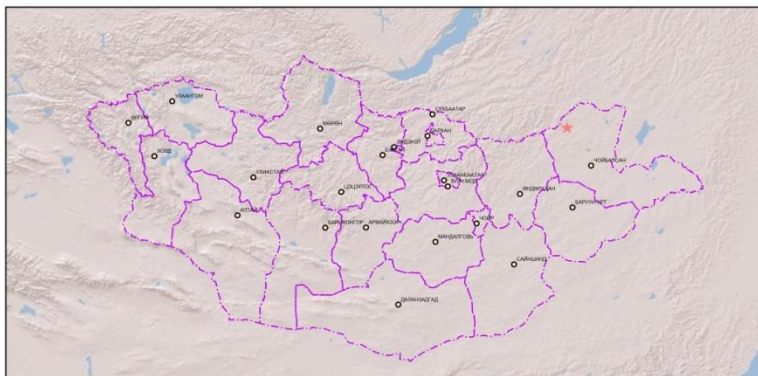 СҮХБААТАР
УЛААНГОМ
ӨЛГИЙ
МӨРӨН
ДАРХАН
ЭРДЭНЭТ
БУЛГАН
ХОВД
ЧОЙБАЛСАН
УЛИАСТАЙ
УЛААНБААТАР
ЗУУНМОД
ЦЭЦЭРЛЭГ
ӨНДӨРХААН
БАРУУН-УРТ
АЛТАЙ
ЧОЙР
БАЯНХОНГОР
АРВАЙХЭЭР
МАНДАЛГОВЬ
САЙНШАНД
ДАЛАНЗАДГАД